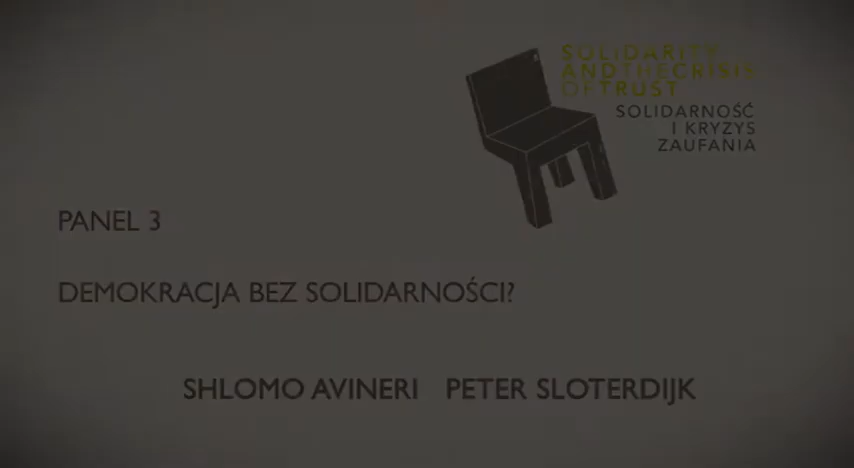 SOLIDARITY
ANDTHECRISIS
OFTRUST
SOLIDARNOŚĆ
I KRYZYS
ZAUFANIA
PANEL 3
DEMOKRACJA BEZ SOLIDARNOŚCI?
SHLOMO AVINERI PETER SLOTERDIJK